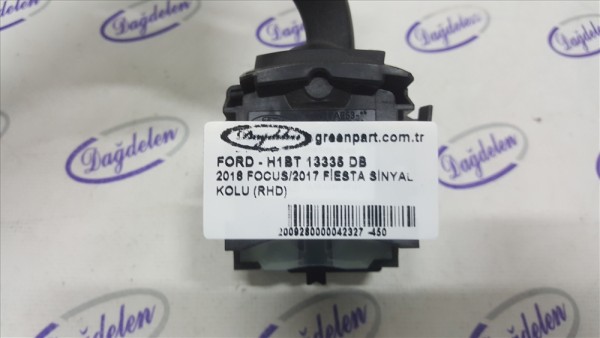 Dağdelen
Dağdelen
Dağdelen
Dağdelen
Dağdelen greenpart.com.tr
FORD - H1BT 13335 DB
2018 FOCUS/2017 FİESTA SİNYAL
KOLU (RHD)
2009280000042327 -450
Dağdelen
Dağdelen
Dağdelen